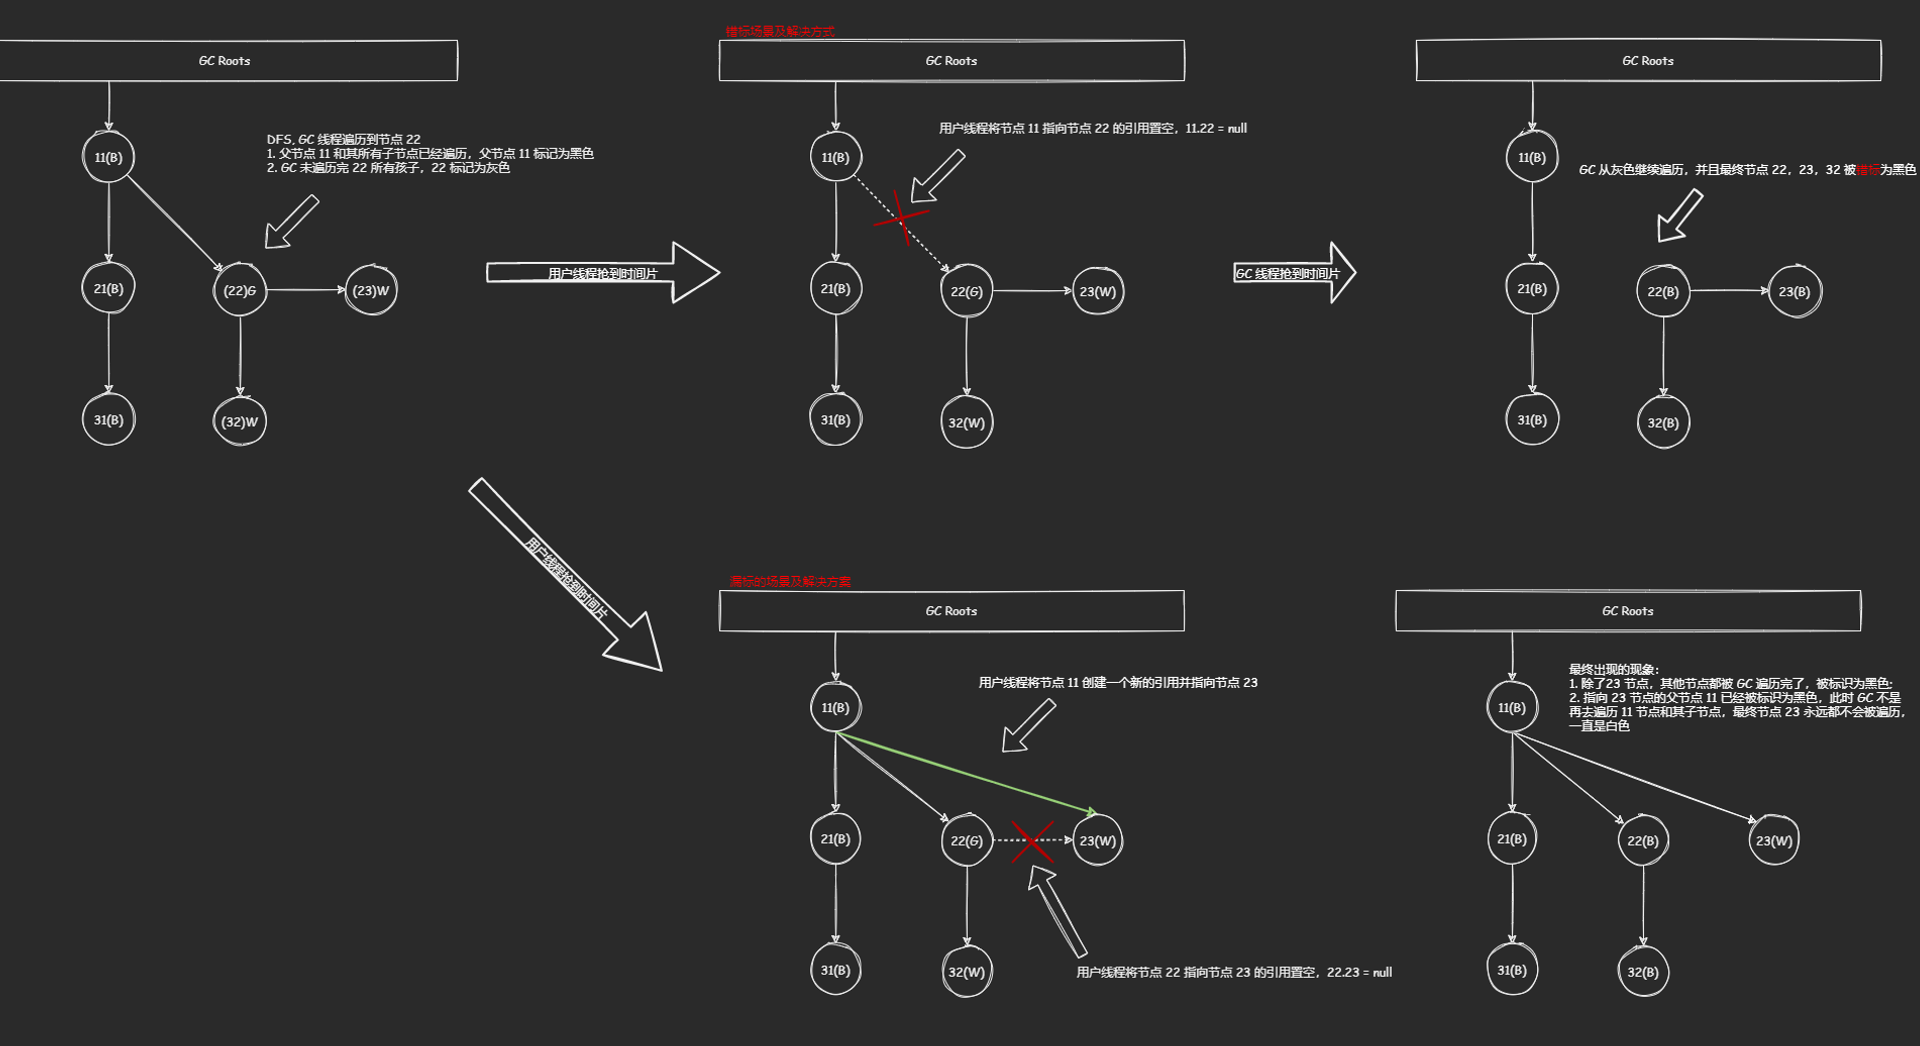 GC Roots
11(B)
DFS, GC 线程遍历到节点 22
1. 父节点 11 和其所有子节点已经遍历，父节点 11 标记为黑色
2. GC 未遍历完 22 所有孩子，22 标记为灰色
21(B)
(22)G
(23)W
31(B)
(32)W
用户线程抢到时间片
错标场景及解决方式
GC Roots
用户线程将节点 11 指向节点 22 的引用置空，11.22 = null
11(B)
21(B)
22(G)
23(W)
31(B)
32(W)
GC 线程抢到时间片
GC Roots
11(B)
GC 从灰色继续遍历，并且最终节点 22，23，32 被错标为黑色
21(B)
22(B)
23(B)
31(B)
32(B)
用户线程抢到时间片
漏标的场景及解决方案
GC Roots
用户线程将节点 11 创建一个新的引用并指向节点 23
11(B)
21(B)
22(G)
23(W)
31(B)
32(W)
用户线程将节点 22 指向节点 23 的引用置空，22.23 = null
GC Roots
最终出现的现象：
1. 除了23 节点，其他节点都被 GC 遍历完了，被标识为黑色;
2. 指向 23 节点的父节点 11 已经被标识为黑色，此时 GC 不是
再去遍历 11 节点和其子节点，最终节点 23 永远都不会被遍历，
一直是白色
11(B)
21(B)
22(B)
23(W)
31(B)
32(B)